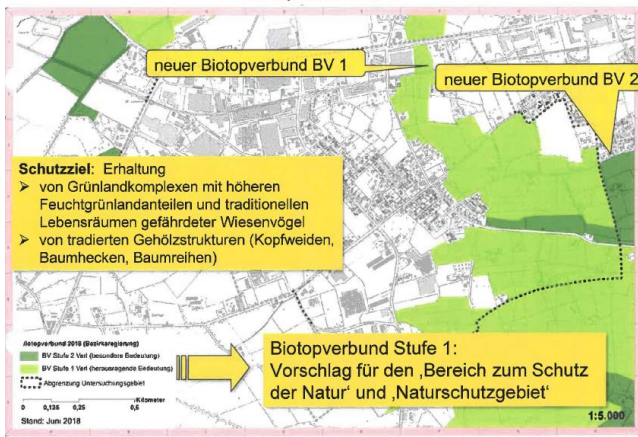 neuer Biotopverbund BV 1
neuer Biotopverbund BV 2
Schutzziel: Erhaltung
➢ von Grünlandkomplexen mit höheren
Feuchtgrünlandanteilen und traditionellen
Lebensräumen gefährdeter Wiesenvögel
➢ von tradierten Gehölzstrukturen (Kopfweiden,
Baumhecken, Baumreihen)
Biotopverbund 2018 (Bezirksregierung)
BV Stufe 2 Verl (besondere Bedeutung)
BV Stufe 1 Verl (herausragende Bedeutung)
Abgrenzung Untersuchungsgebiet
Kilometer
0 0,125 0,25 0,5
Stand: Juni 2018
Biotopverbund Stufe 1:
Vorschlag für den ‚Bereich zum Schutz
der Natur‘ und ‚Naturschutzgebiet‘
1:5.000